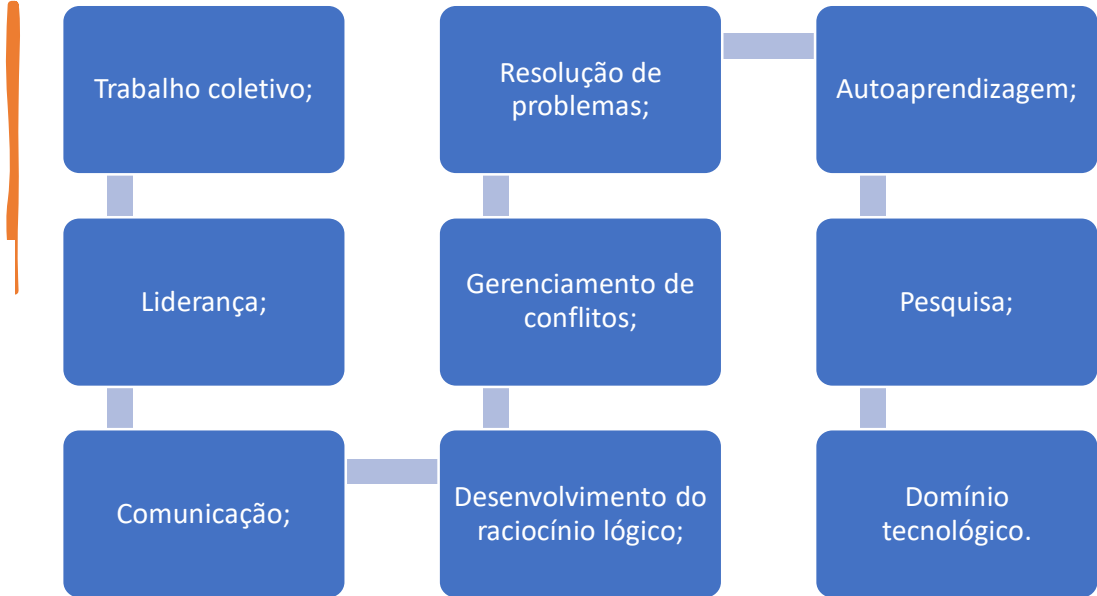 Trabalho coletivo;
Liderança;
Comunicação;
Desenvolvimento do
raciocínio lógico;
Gerenciamento de
conflitos;
Resolução de
problemas;
Autoaprendizagem;
Pesquisa;
Domínio
tecnológico.